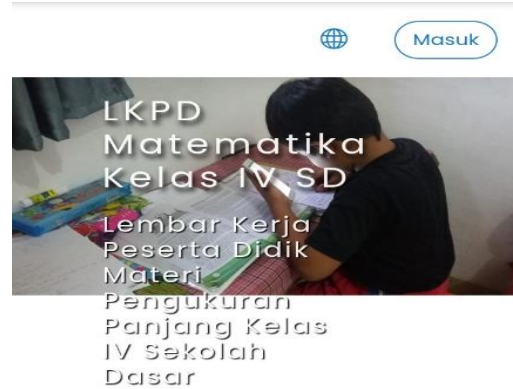 Masuk
LKPD
Matematika
Kelas IV SD
Lembar Kerja
Peserta Didik
Materi
Pengukuran
Panjang Kelas
IV Sekolah
Dasar